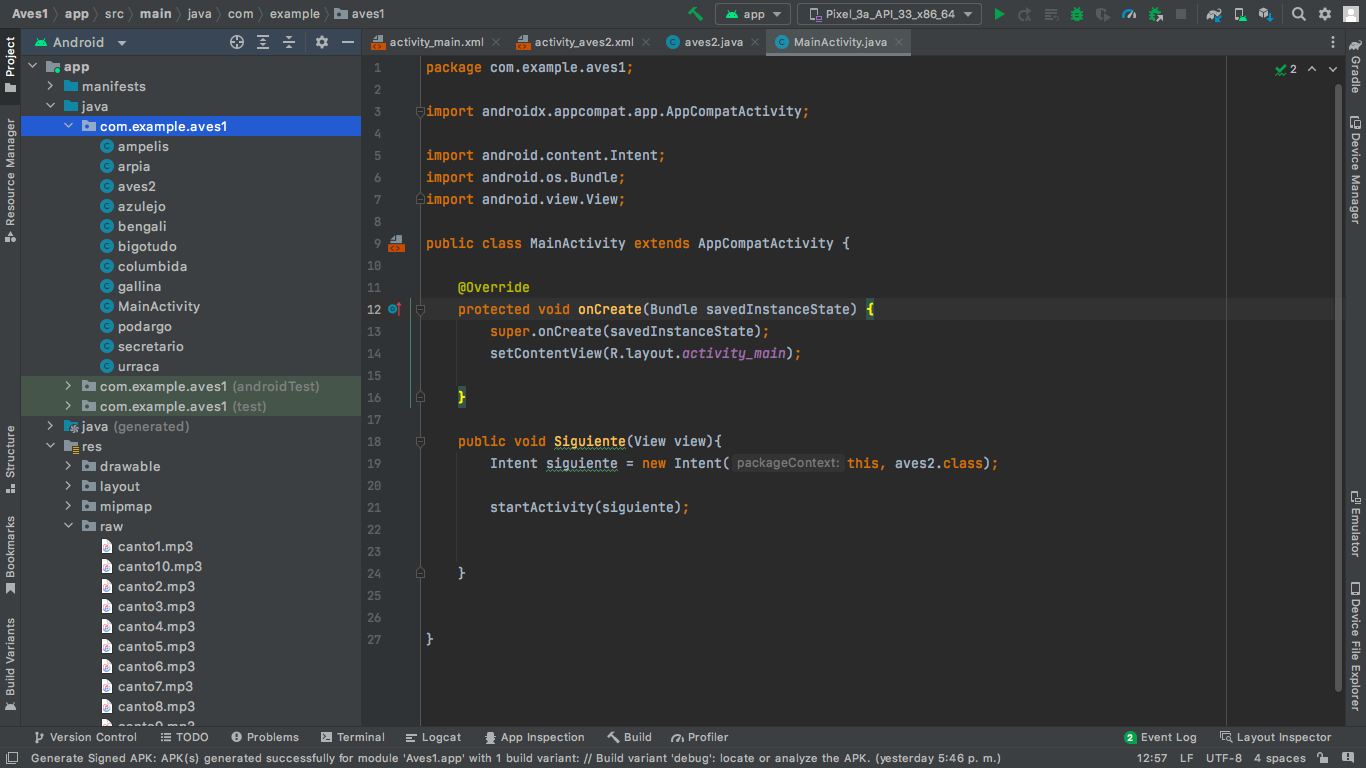 Aves1 app src main java com example aves1
app Pixel_3a_API_33_x86_64
Android
activity_main.xml activity_aves2.xml aves2.java MainActivity.java
Project
Resource Manager
Structure
Bookmarks
Build Variants
app
manifests
java
com.example.aves1
ampelis
arpia
aves2
azulejo
bengali
bigotudo
columbida
gallina
MainActivity
podargo
secretario
urraca
com.example.aves1 (androidTest)
com.example.aves1 (test)
java (generated)
res
drawable
layout
mipmap
raw
canto1.mp3
canto10.mp3
canto2.mp3
canto3.mp3
canto4.mp3
canto5.mp3
canto6.mp3
canto7.mp3
canto8.mp3
canto9.mp3
1 package com.example.aves1;
2
3 import androidx.appcompat.app.AppCompatActivity;
4
5 import android.content.Intent;
6 import android.os.Bundle;
7 import android.view.View;
8
9 public class MainActivity extends AppCompatActivity {
10
11 @Override
12 protected void onCreate(Bundle savedInstanceState) {
13 super.onCreate(savedInstanceState);
14 setContentView(R.layout.activity_main);
15
16 }
17
18 public void Siguiente(View view){
19 Intent siguiente = new Intent( packageContext: this, aves2.class);
20
21 startActivity(siguiente);
22
23
24 }
25
26
27 }
2
Gradle
Device Manager
Emulator
Device File Explorer
Version Control TODO Problems Terminal Logcat App Inspection Build Profiler 2 Event Log Layout Inspector
Generate Signed APK: APK(s) generated successfully for module 'Aves1.app' with 1 build variant: // Build variant 'debug': locate or analyze the APK. (yesterday 5:46 p. m.) 12:57 LF UTF-8 4 spaces